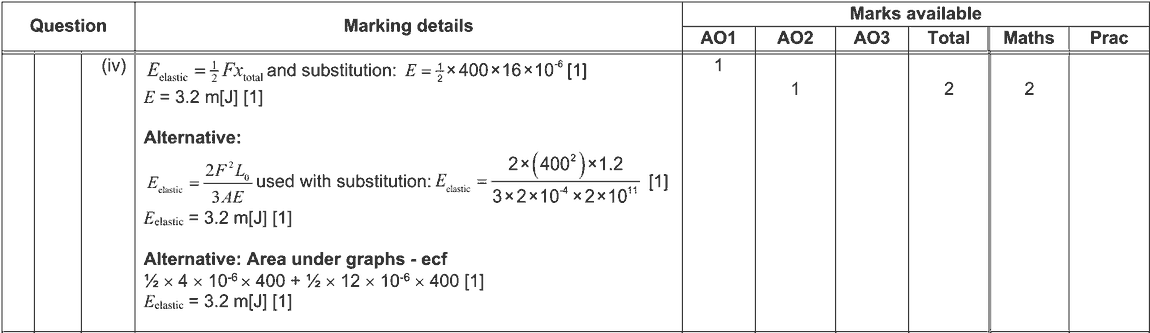 Question Marking details Marks available
AO1 AO2 AO3 Total Maths Prac
(iv) E_elastic = ½Fx_total and substitution: E = ½ × 400 × 16 × 10⁻⁶ [1] 1
E = 3.2 m[J] [1] 1 2 2
Alternative:
E_elastic = 2F²L₀/3AE used with substitution: E_elastic = 2×(400²)×1.2/3×2×10⁻⁴×2×10¹¹ [1]
E_elastic = 3.2 m[J] [1]
Alternative: Area under graphs - ecf
½ × 4 × 10⁻⁶ × 400 + ½ × 12 × 10⁻⁶ × 400 [1]
E_elastic = 3.2 m[J] [1]